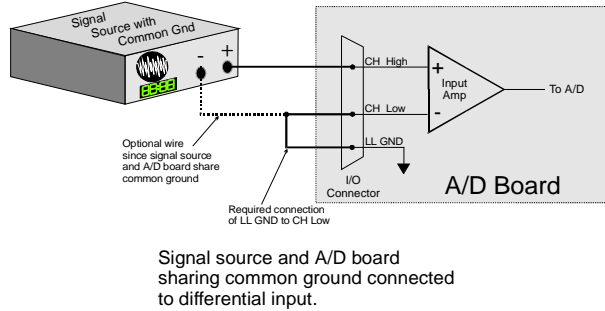 Signal
Source with
Common Gnd
-
+
CH High
+
Input
Amp
To A/D
CH Low
-
LL GND
Optional wire
since signal source
and A/D board share
common ground
I/O
Connector
A/D Board
Required connection
of LL GND to CH Low
Signal source and A/D board
sharing common ground connected
to differential input.